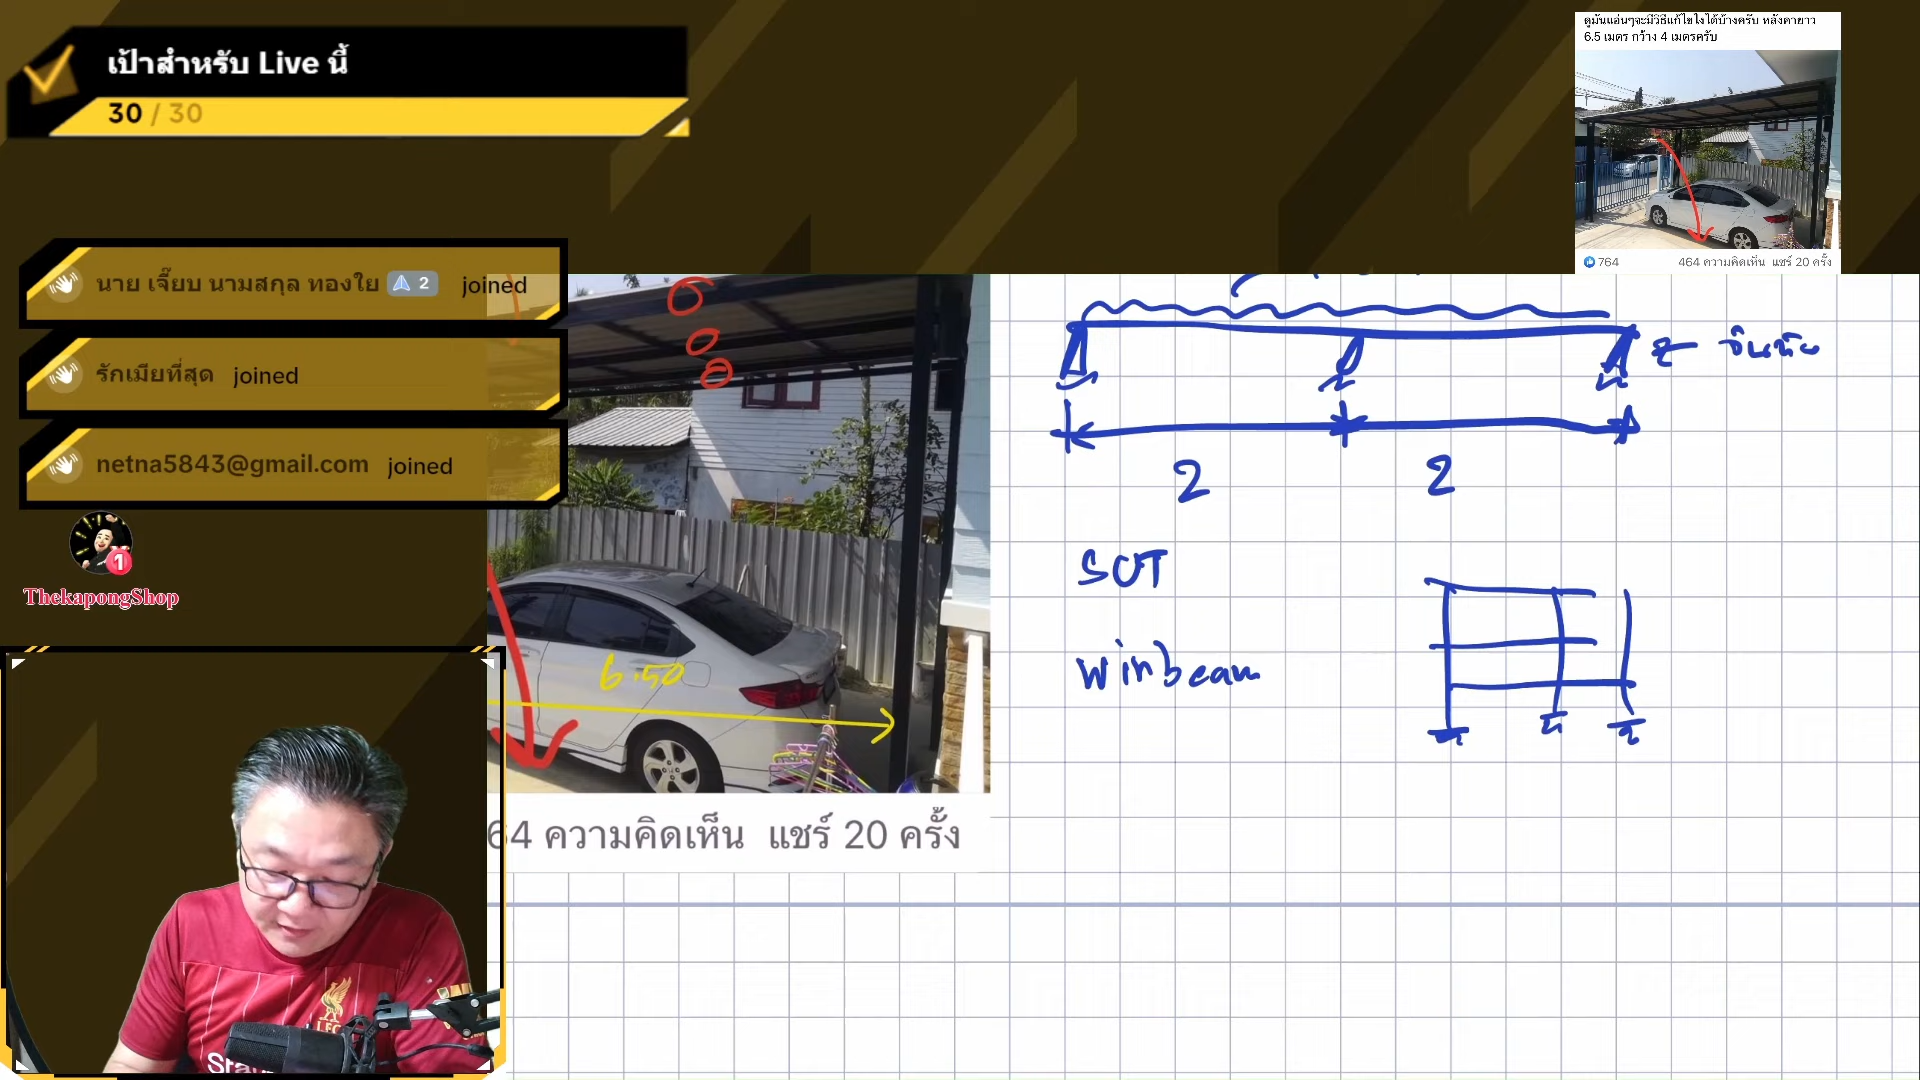 เป้าสำหรับ Live นี้
30 / 30
นาย เจี๊ยบ นามสกุล ทองใย 2 joined
รักเมียที่สุด joined
netna5843@gmail.com joined
1
ThekapongShop
ดูมันแอ่นๆจะมีวิธีแก้ไขไงได้บ้างครับ หลังคายาว
6.5 เมตร กว้าง 4 เมตรครับ
764 464 ความคิดเห็น แชร์ 20 ครั้ง
6.50
64 ความคิดเห็น แชร์ 20 ครั้ง
2 2
SUT
winbeam
LFC